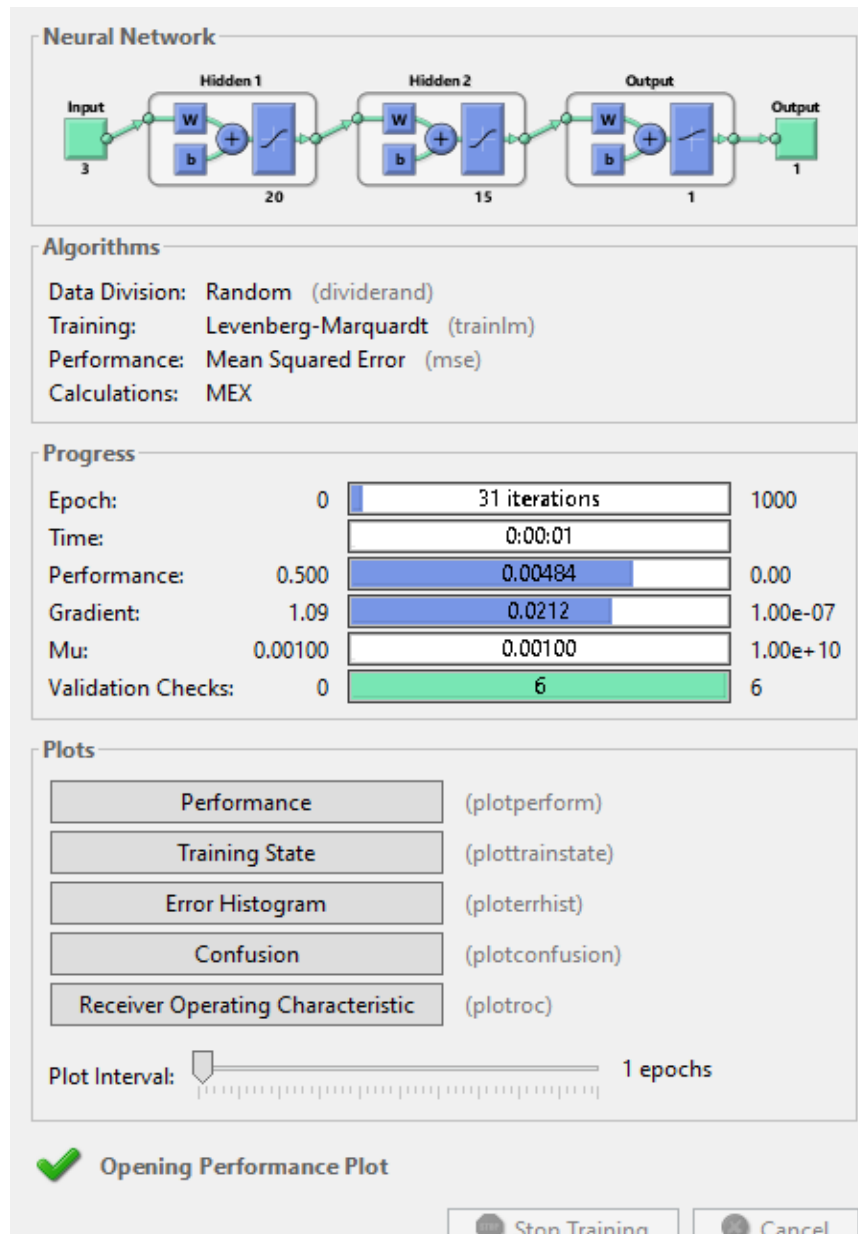 Neural Network
Hidden 1 Hidden 2 Output
Input Output
W W W
+ + +
b b b
3 1
20 15 1
Algorithms
Data Division: Random (dividerand)
Training: Levenberg-Marquardt (trainlm)
Performance: Mean Squared Error (mse)
Calculations: MEX
Progress
Epoch: 0 31 iterations 1000
Time: 0:00:01
Performance: 0.500 0.00484 0.00
Gradient: 1.09 0.0212 1.00e-07
Mu: 0.00100 0.00100 1.00e+10
Validation Checks: 0 6 6
Plots
Performance (plotperform)
Training State (plottrainstate)
Error Histogram (ploterrhist)
Confusion (plotconfusion)
Receiver Operating Characteristic (plotroc)
Plot Interval: 1 epochs
Opening Performance Plot
Stop Training Cancel